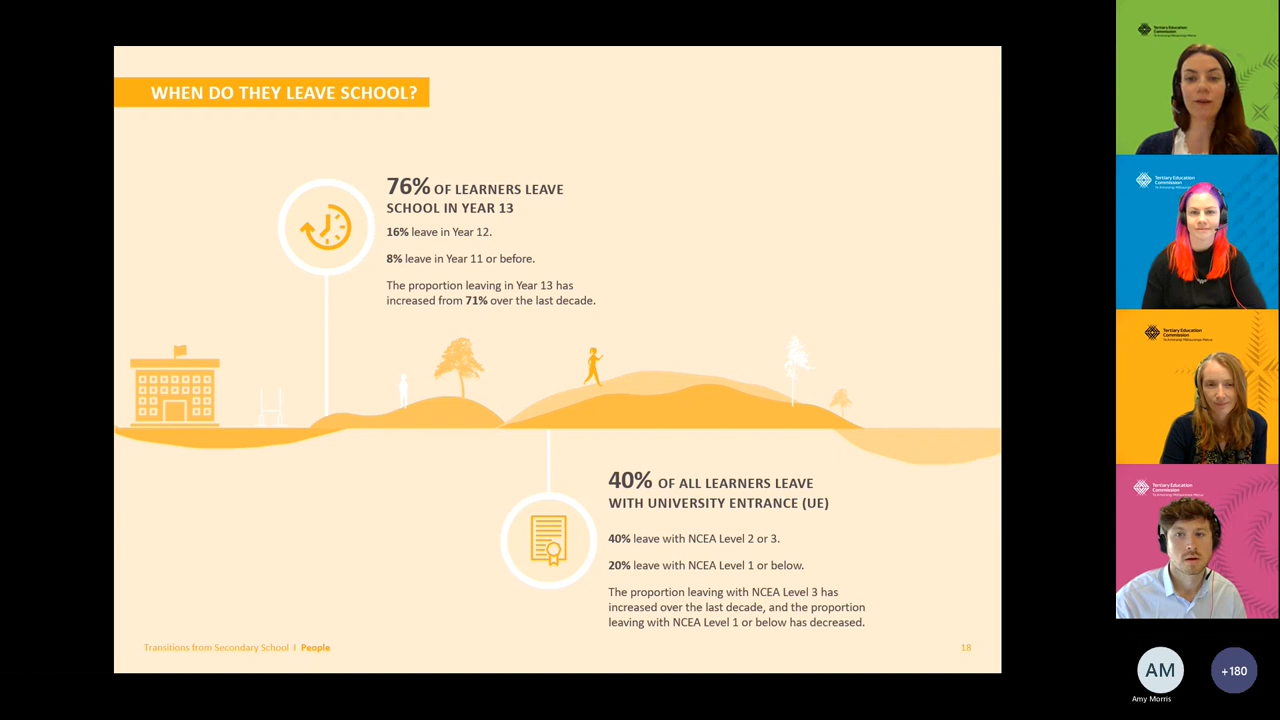 WHEN DO THEY LEAVE SCHOOL?
76% OF LEARNERS LEAVE
SCHOOL IN YEAR 13
16% leave in Year 12.
8% leave in Year 11 or before.
The proportion leaving in Year 13 has
increased from 71% over the last decade.
40% OF ALL LEARNERS LEAVE
WITH UNIVERSITY ENTRANCE (UE)
40% leave with NCEA Level 2 or 3.
20% leave with NCEA Level 1 or below.
The proportion leaving with NCEA Level 3 has
increased over the last decade, and the proportion
leaving with NCEA Level 1 or below has decreased.
Transitions from Secondary School I People
18
Tertiary Education
Commission
Tertiary Education
Commission
Tertiary Education
Commission
Tertiary Education
Commission
AM
Amy Morris
+180